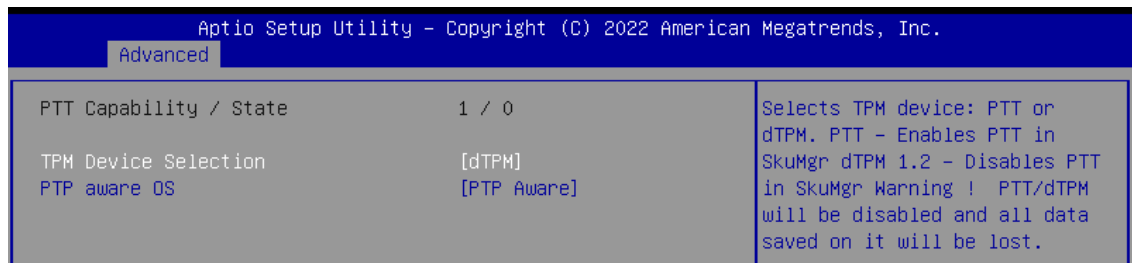 Aptio Setup Utility – Copyright (C) 2022 American Megatrends, Inc.
Advanced
PTT Capability / State 1 / 0
TPM Device Selection [dTPM]
PTP aware OS [PTP Aware]
Selects TPM device: PTT or
dTPM. PTT – Enables PTT in
SkuMgr dTPM 1.2 – Disables PTT
in SkuMgr Warning ! PTT/dTPM
will be disabled and all data
saved on it will be lost.